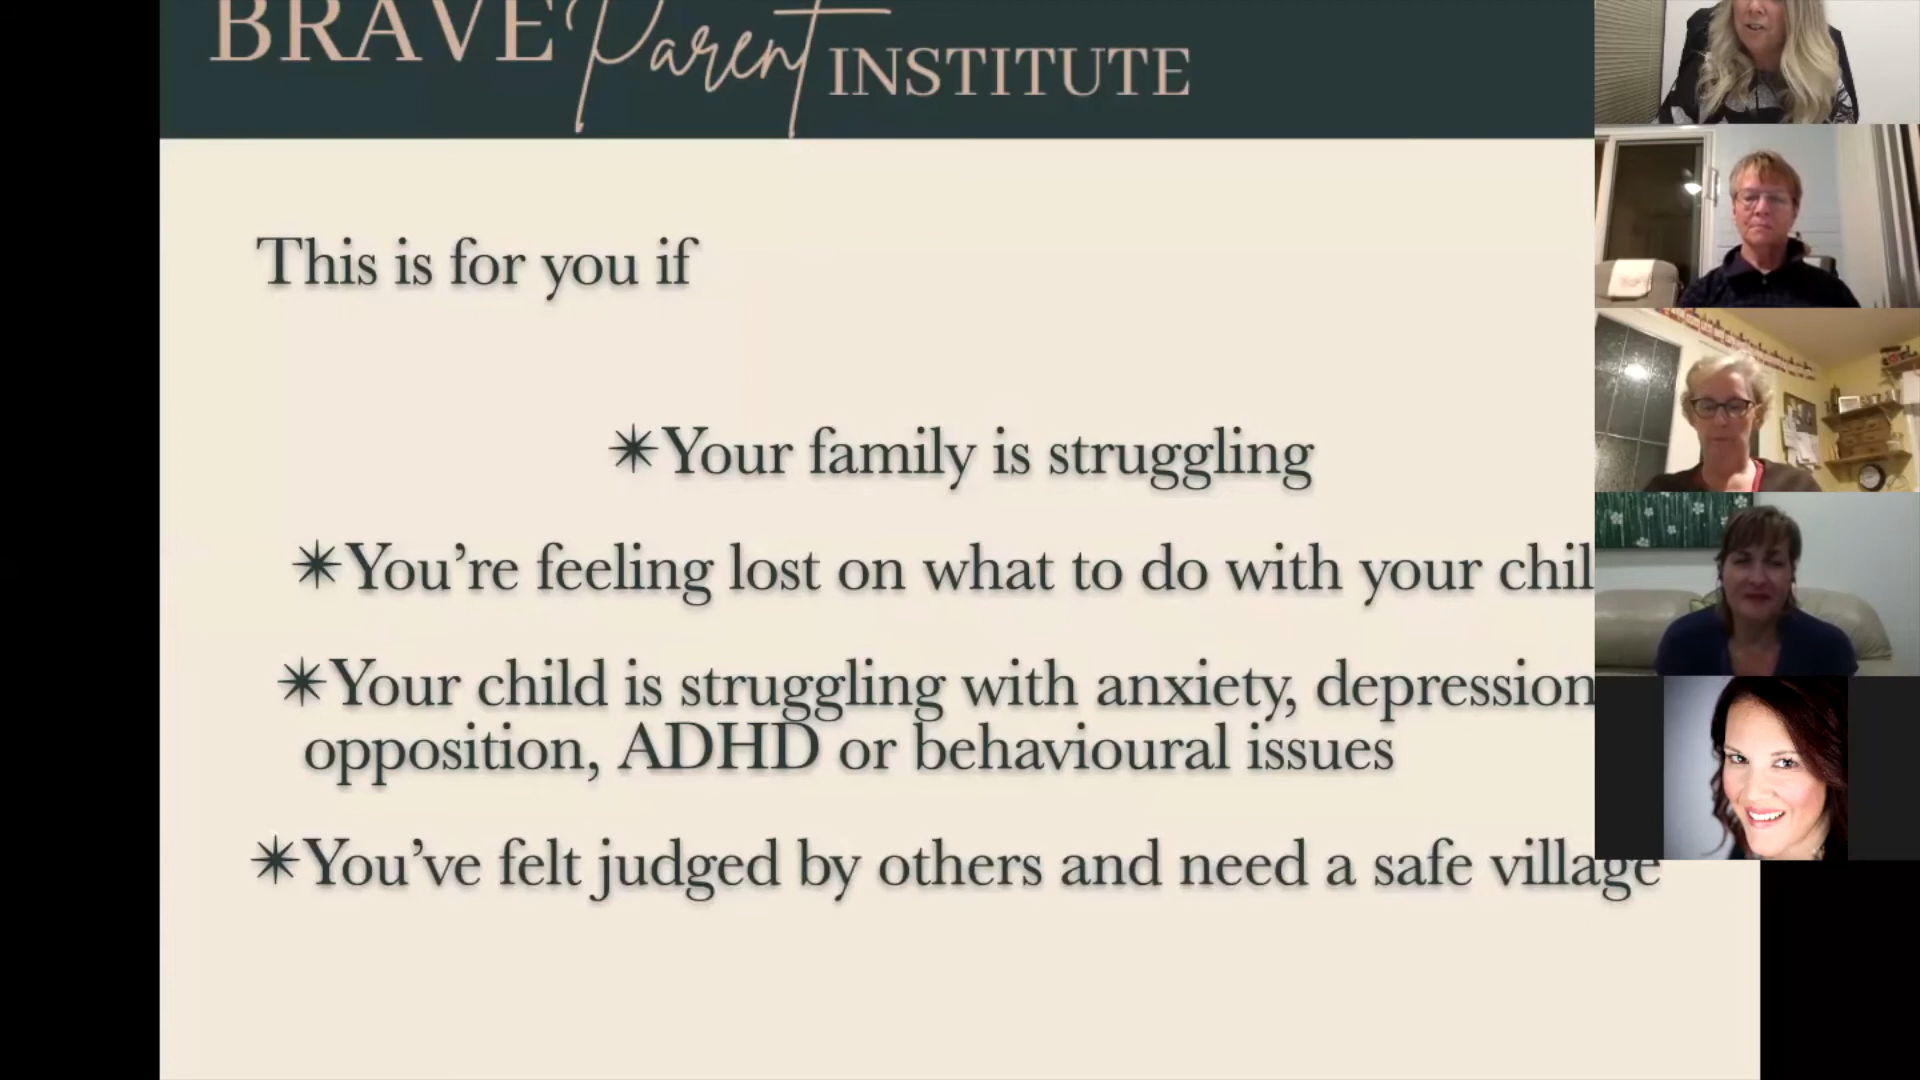 BRAVE Parent INSTITUTE
This is for you if
✴Your family is struggling
✴You're feeling lost on what to do with your chil
✴Your child is struggling with anxiety, depression
opposition, ADHD or behavioural issues
✴You've felt judged by others and need a safe village